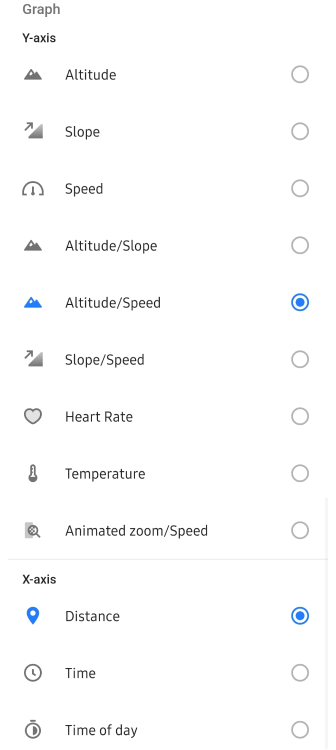 Graph
Y-axis
Altitude
Slope
Speed
Altitude/Slope
Altitude/Speed
Slope/Speed
Heart Rate
Temperature
Animated zoom/Speed
X-axis
Distance
Time
Time of day